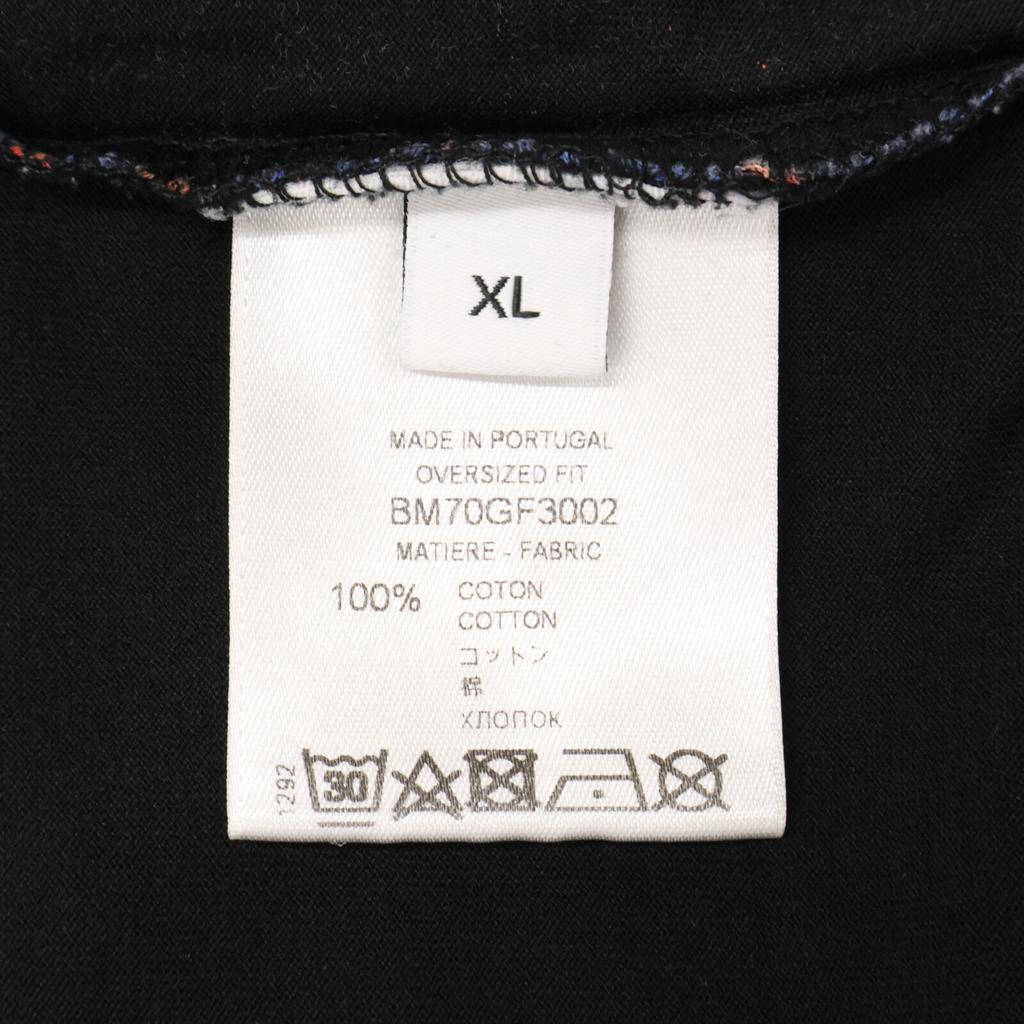 XL
MADE IN PORTUGAL
OVERSIZED FIT
BM70GF3002
MATIERE - FABRIC
100% COTON
COTTON
コットン
棉
ХЛОПОК
1292
30